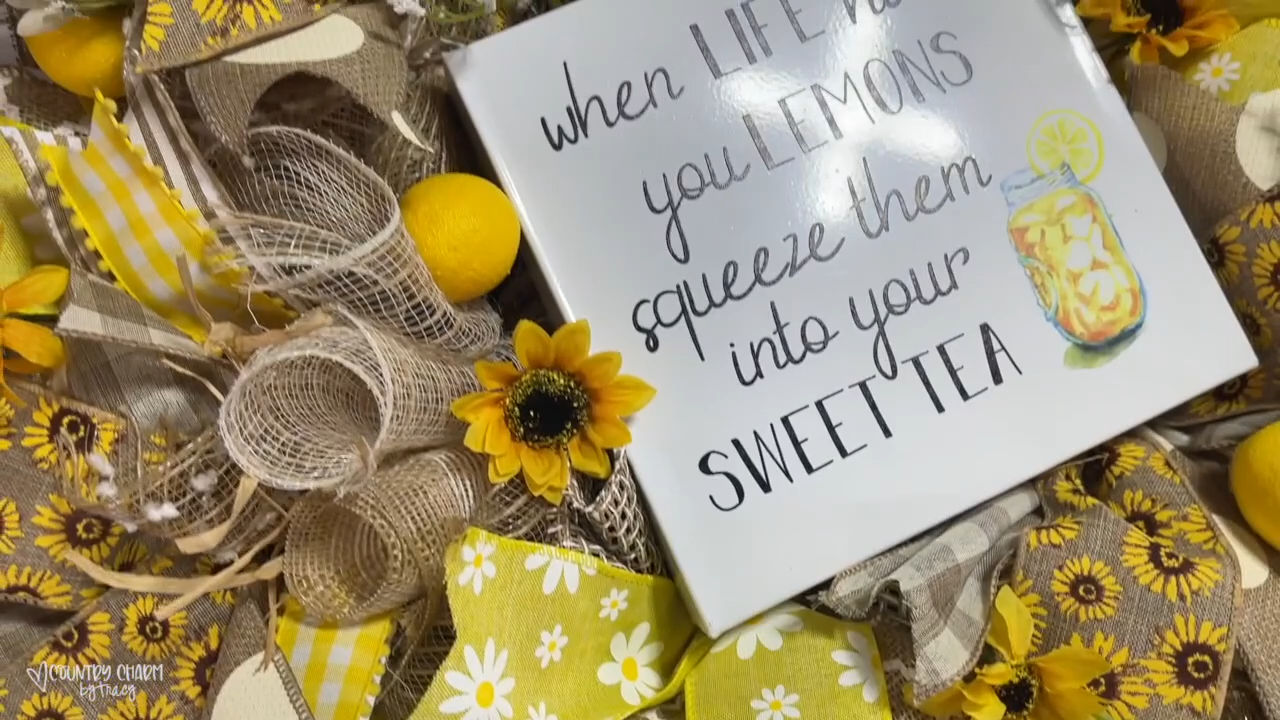 when LIFE
you LEMONS
squeeze them
into your
SWEET TEA
COUNTRY CHARM
by tracy